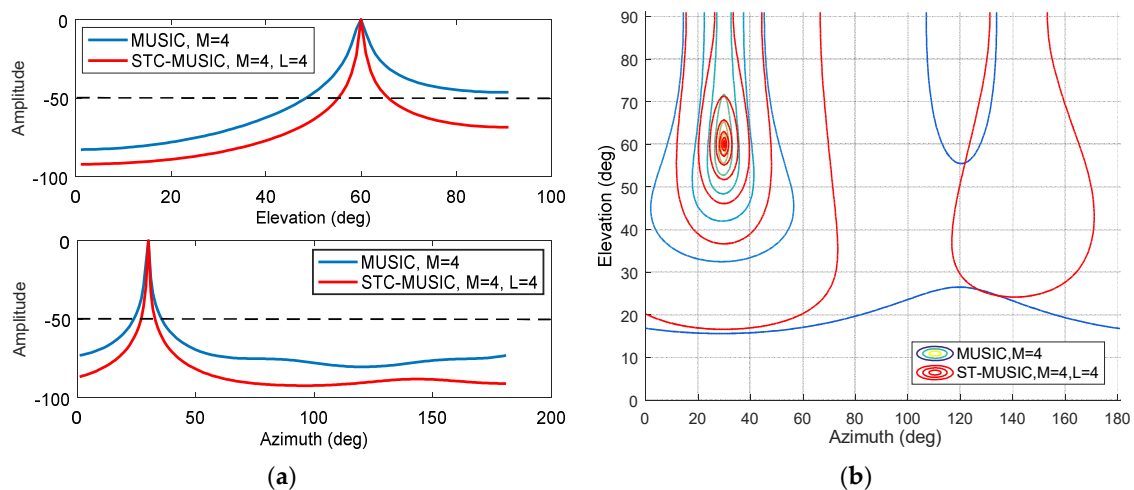 (a)
0
-50
-100
Amplitude
MUSIC, M=4
STC-MUSIC, M=4, L=4
0 20 40 60 80 100
Elevation (deg)
0
-50
-100
Amplitude
MUSIC, M=4
STC-MUSIC, M=4, L=4
0 50 100 150 200
Azimuth (deg)
(b)
90
80
70
60
50
40
30
20
10
0
Elevation (deg)
MUSIC,M=4
ST-MUSIC,M=4,L=4
0 20 40 60 80 100 120 140 160 180
Azimuth (deg)